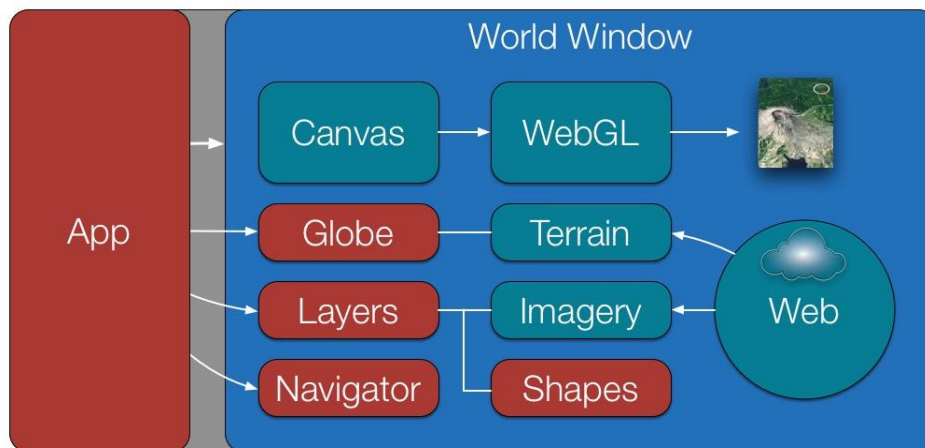 World Window
App
Canvas
WebGL
Globe
Terrain
Layers
Imagery
Web
Navigator
Shapes